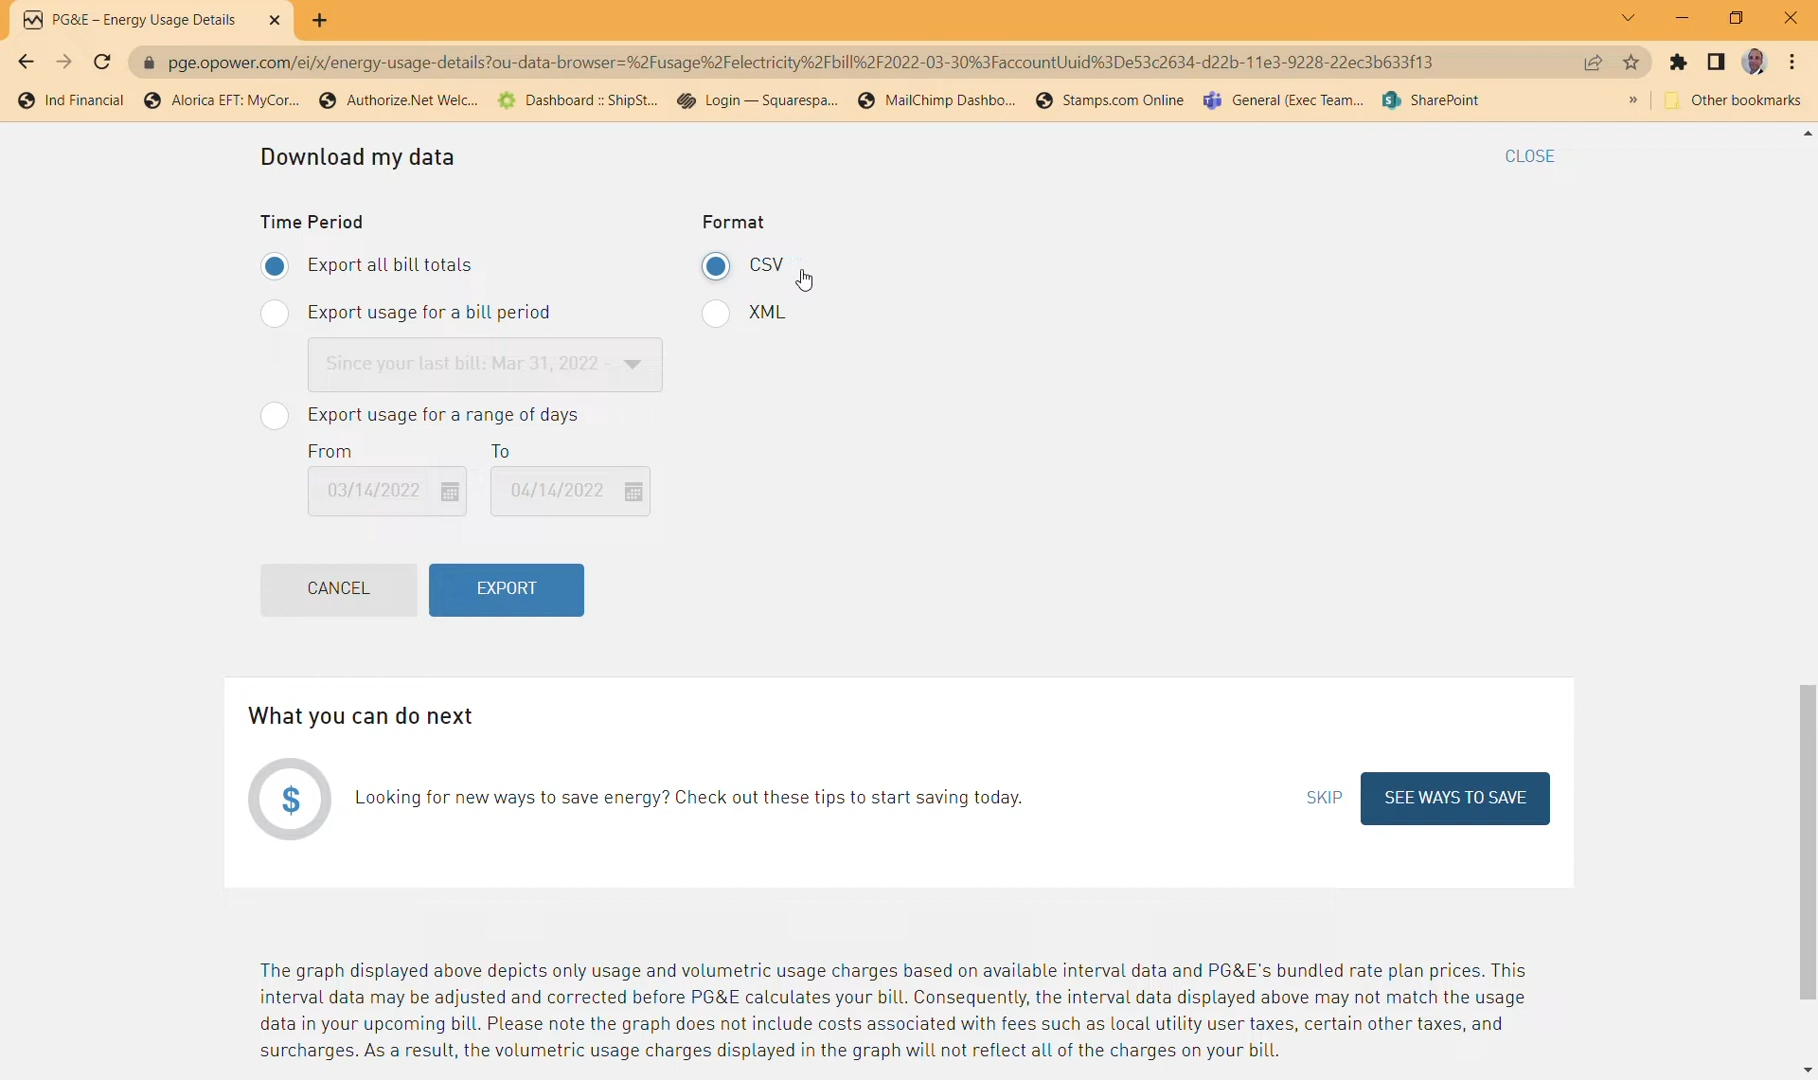 PG&E – Energy Usage Details
pge.opower.com/ei/x/energy-usage-details?ou-data-browser=%2Fusage%2Felectricity%2Fbill%2F2022-03-30%3FaccountUuid%3De53c2634-d22b-11e3-9228-22ec3b633f13
Ind Financial Alorica EFT: MyCor... Authorize.Net Welc... Dashboard :: ShipSt... Login — Squarespa... MailChimp Dashbo... Stamps.com Online General (Exec Team... SharePoint » Other bookmarks
Download my data CLOSE
Time Period Format
Export all bill totals CSV
Export usage for a bill period XML
Since your last bill: Mar 31, 2022 -
Export usage for a range of days
From To
03/14/2022 04/14/2022
CANCEL EXPORT
What you can do next
$ Looking for new ways to save energy? Check out these tips to start saving today. SKIP SEE WAYS TO SAVE
The graph displayed above depicts only usage and volumetric usage charges based on available interval data and PG&E's bundled rate plan prices. This
interval data may be adjusted and corrected before PG&E calculates your bill. Consequently, the interval data displayed above may not match the usage
data in your upcoming bill. Please note the graph does not include costs associated with fees such as local utility user taxes, certain other taxes, and
surcharges. As a result, the volumetric usage charges displayed in the graph will not reflect all of the charges on your bill.